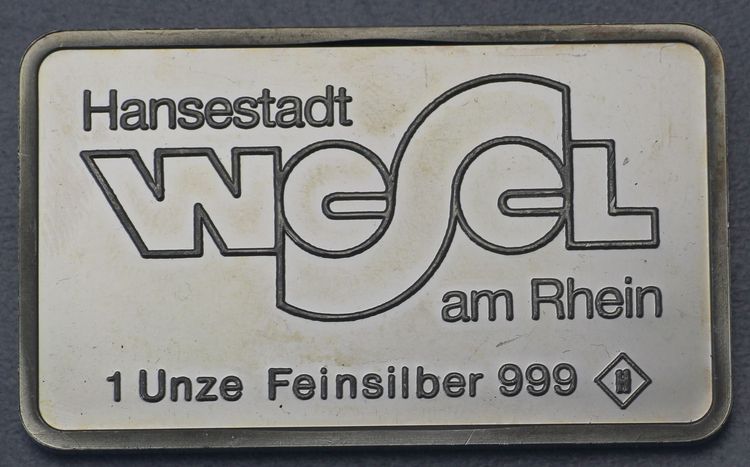 Hansestadt
WeSeL
am Rhein
1 Unze Feinsilber 999